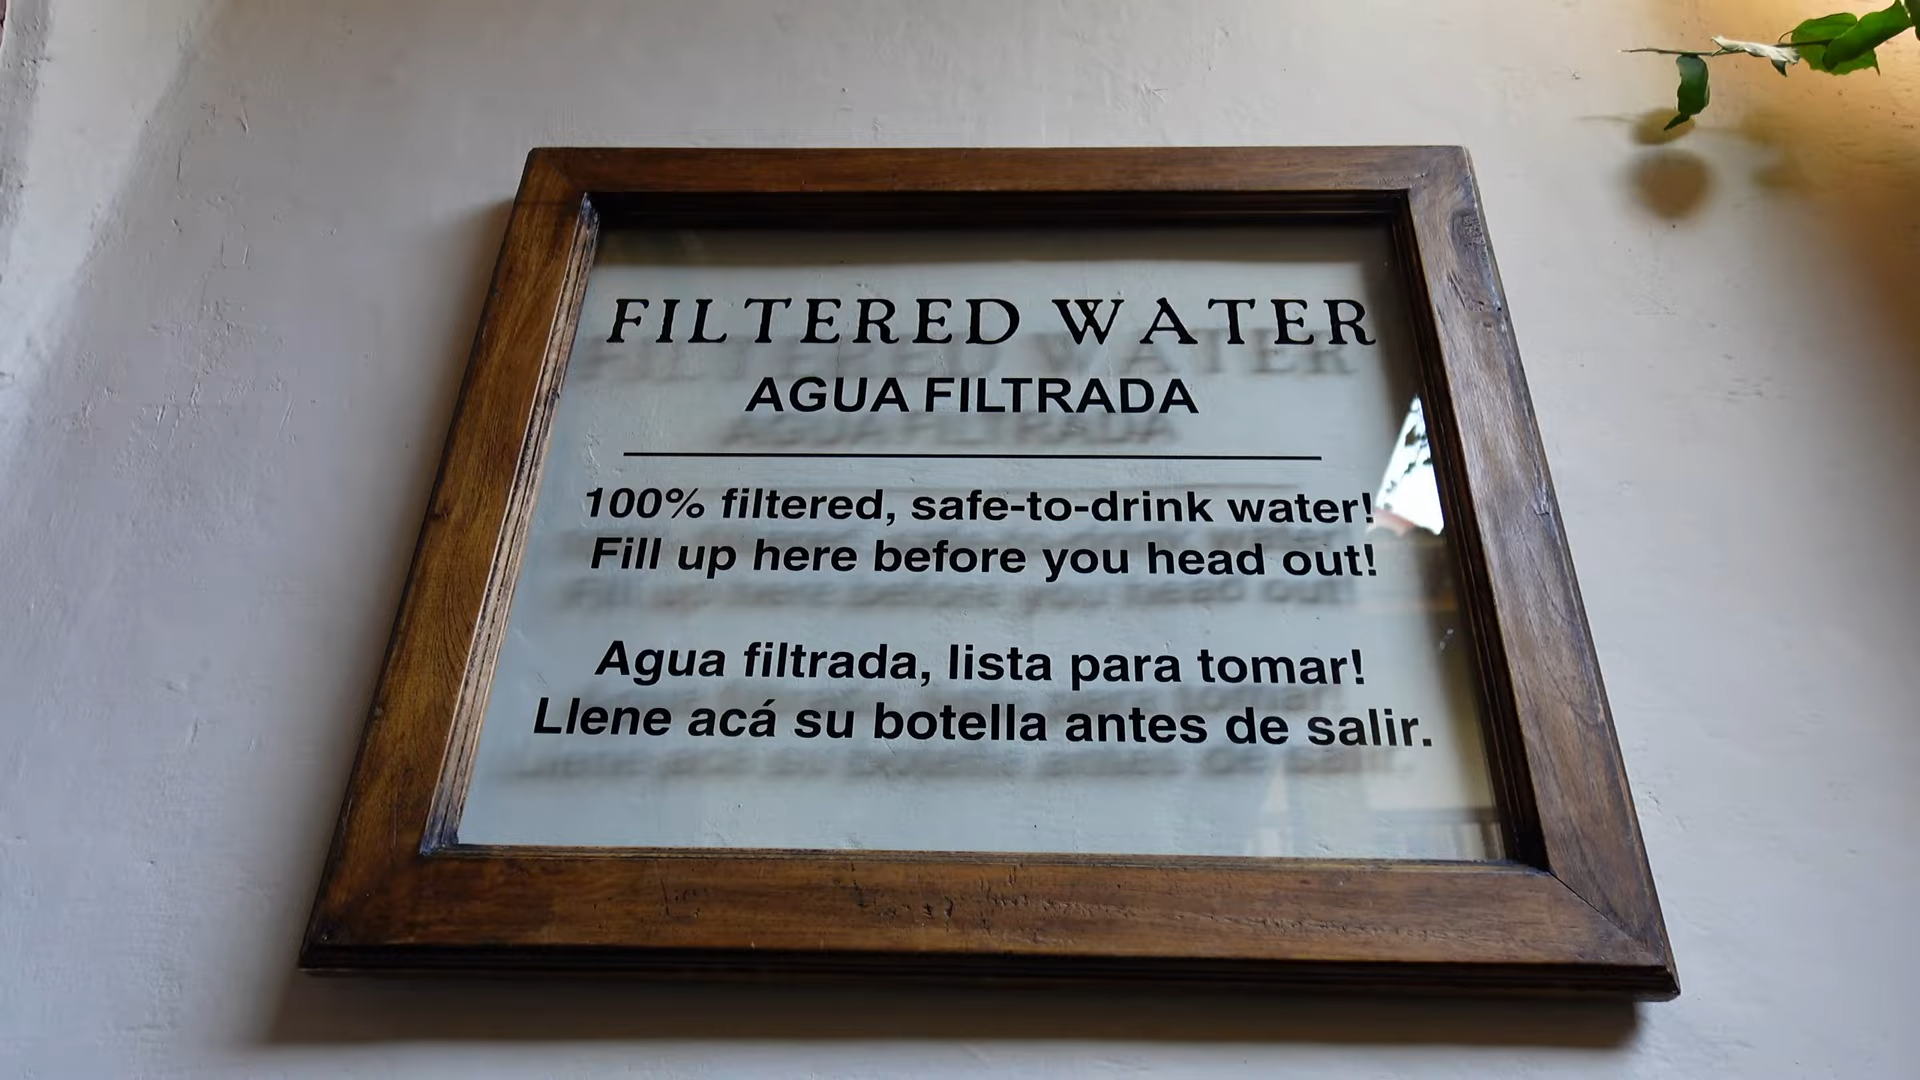 FILTERED WATER
AGUA FILTRADA
100% filtered, safe-to-drink water!
Fill up here before you head out!
Agua filtrada, lista para tomar!
Llene acá su botella antes de salir.